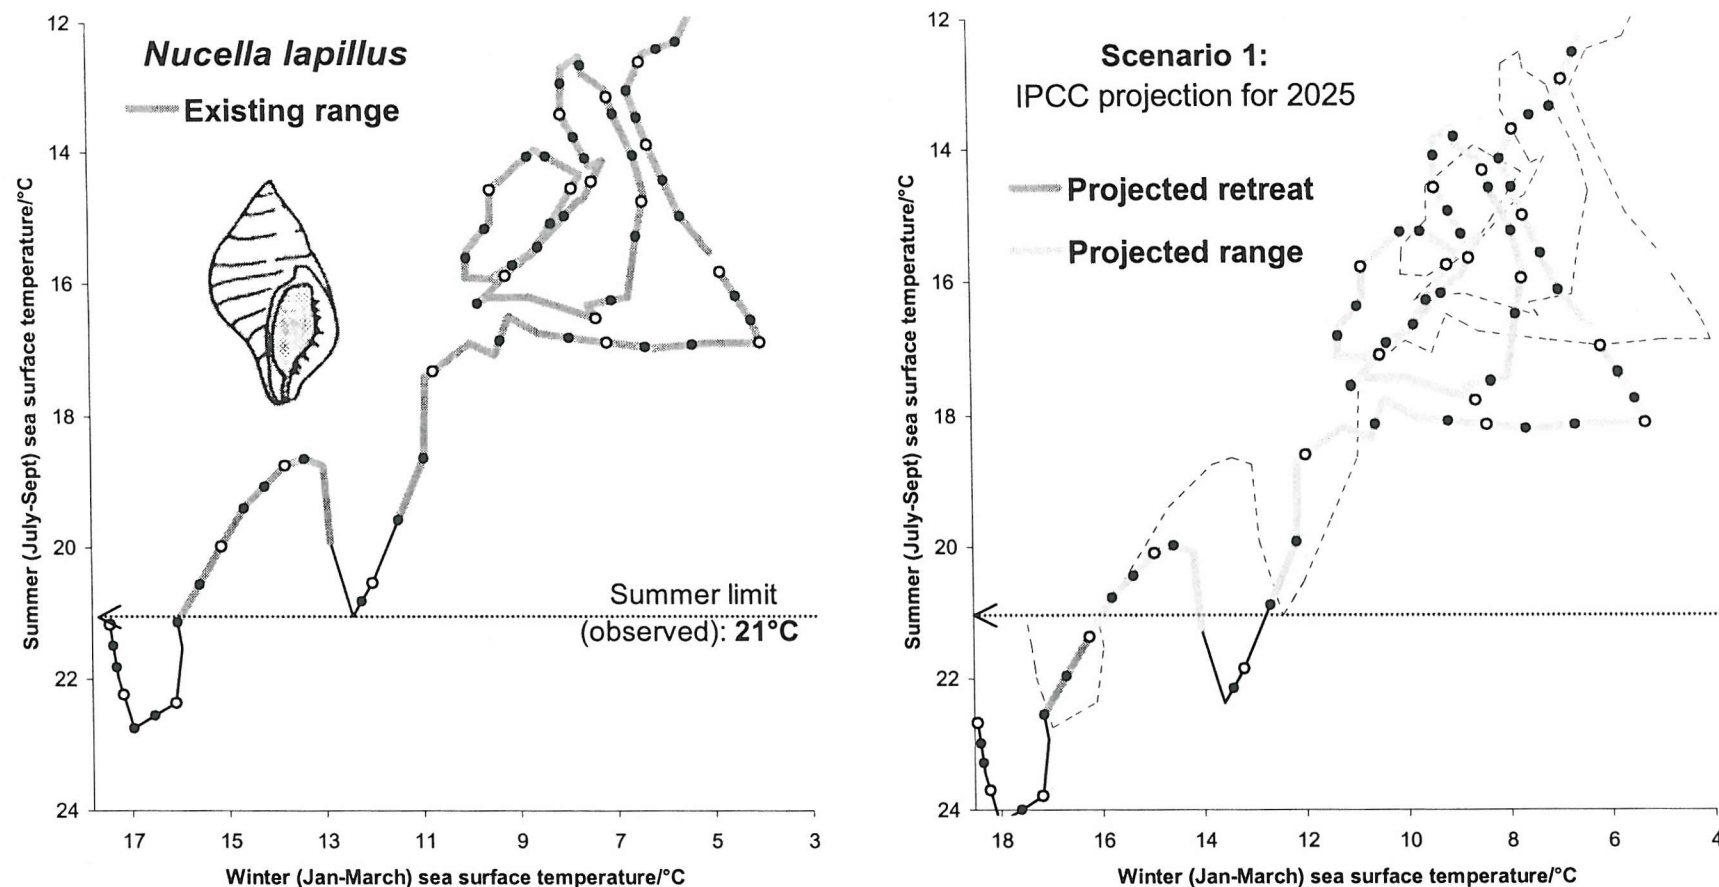 Nucella lapillus
Existing range
12
14
16
18
20
22
24
Summer (July-Sept) sea surface temperature/°C
Summer limit
(observed): 21°C
17
15
13
11
9
7
5
3
Winter (Jan-March) sea surface temperature/°C
Scenario 1:
IPCC projection for 2025
Projected retreat
Projected range
12
14
16
18
20
22
24
Summer (July-Sept) sea surface temperature/°C
18
16
14
12
10
8
6
4
Winter (Jan-March) sea surface temperature/°C